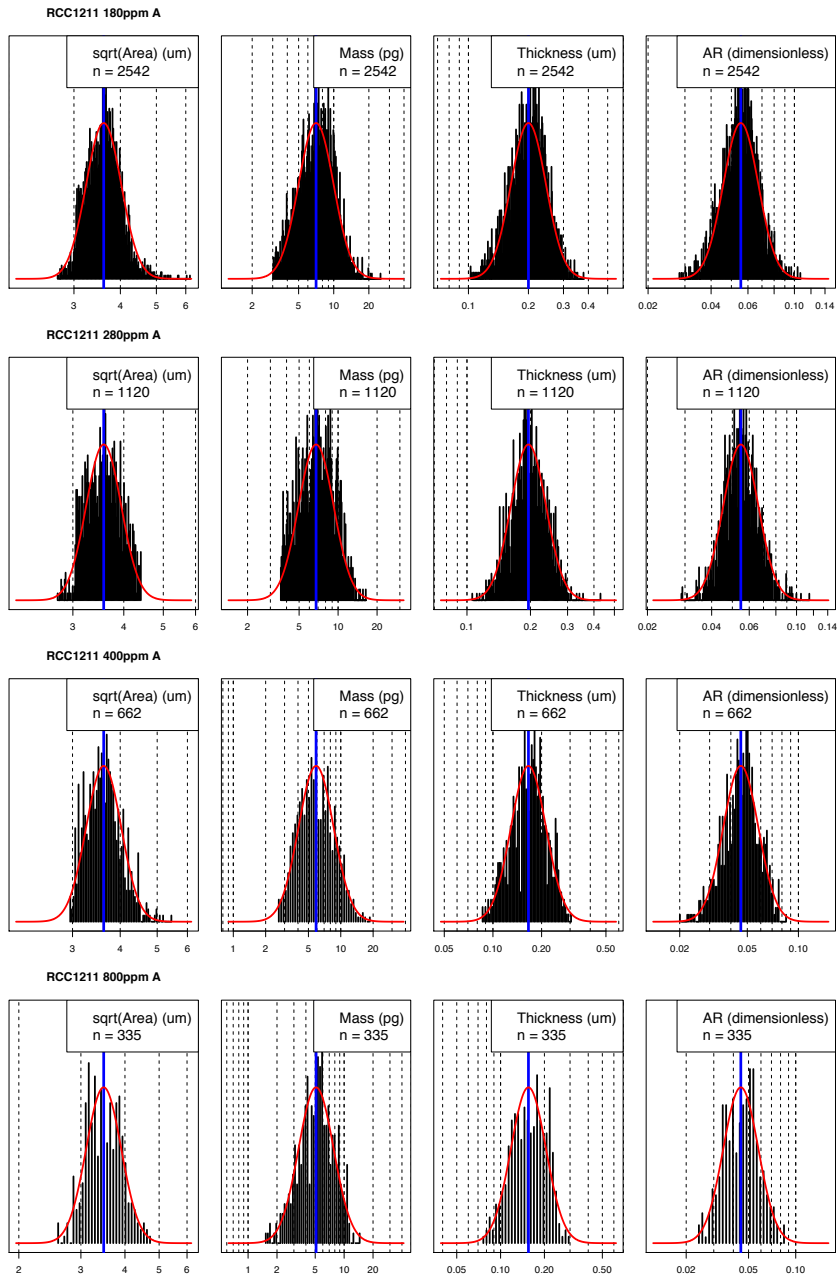 RCC1211 180ppm A
sqrt(Area) (um)
n = 2542
3 4 5 6
Mass (pg)
n = 2542
2 5 10 20
Thickness (um)
n = 2542
0.1 0.2 0.3 0.4
AR (dimensionless)
n = 2542
0.02 0.04 0.06 0.10 0.14
RCC1211 280ppm A
sqrt(Area) (um)
n = 1120
3 4 5 6
Mass (pg)
n = 1120
2 5 10 20
Thickness (um)
n = 1120
0.1 0.2 0.3 0.4
AR (dimensionless)
n = 1120
0.02 0.04 0.06 0.10 0.14
RCC1211 400ppm A
sqrt(Area) (um)
n = 662
3 4 5 6
Mass (pg)
n = 662
1 2 5 10 20
Thickness (um)
n = 662
0.05 0.10 0.20 0.50
AR (dimensionless)
n = 662
0.02 0.05 0.10
RCC1211 800ppm A
sqrt(Area) (um)
n = 335
2 3 4 5 6
Mass (pg)
n = 335
1 2 5 10 20
Thickness (um)
n = 335
0.05 0.10 0.20 0.50
AR (dimensionless)
n = 335
0.02 0.05 0.10